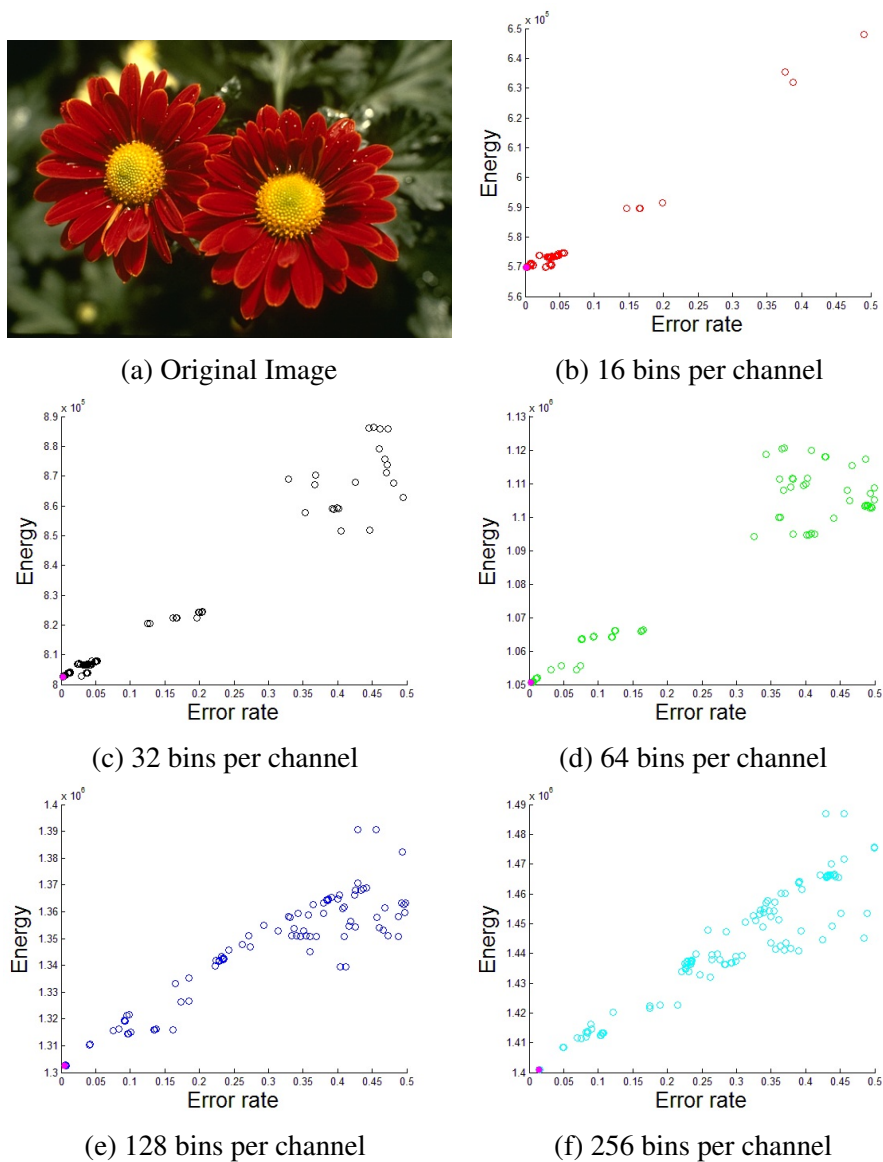 x 10^5
6.5
6.4
6.3
6.2
6.1
6
5.9
5.8
5.7
5.6
Energy
0 0.05 0.1 0.15 0.2 0.25 0.3 0.35 0.4 0.45 0.5
Error rate
(a) Original Image
(b) 16 bins per channel
x 10^5
8.9
8.8
8.7
8.6
8.5
8.4
8.3
8.2
8.1
8
Energy
0 0.05 0.1 0.15 0.2 0.25 0.3 0.35 0.4 0.45 0.5
Error rate
(c) 32 bins per channel
x 10^6
1.13
1.12
1.11
1.1
1.09
1.08
1.07
1.06
1.05
Energy
0 0.05 0.1 0.15 0.2 0.25 0.3 0.35 0.4 0.45 0.5
Error rate
(d) 64 bins per channel
x 10^6
1.4
1.39
1.38
1.37
1.36
1.35
1.34
1.33
1.32
1.31
1.3
Energy
0 0.05 0.1 0.15 0.2 0.25 0.3 0.35 0.4 0.45 0.5
Error rate
(e) 128 bins per channel
x 10^6
1.49
1.48
1.47
1.46
1.45
1.44
1.43
1.42
1.41
1.4
Energy
0 0.05 0.1 0.15 0.2 0.25 0.3 0.35 0.4 0.45 0.5
Error rate
(f) 256 bins per channel